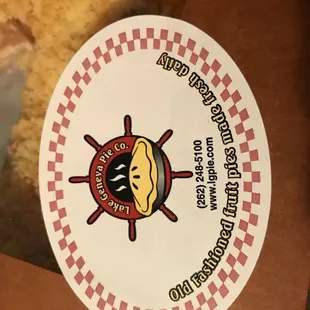 Lake Geneva Pie Co.
(262) 248-5100
www.lgpie.com
Old Fashioned fruit pies made fresh daily